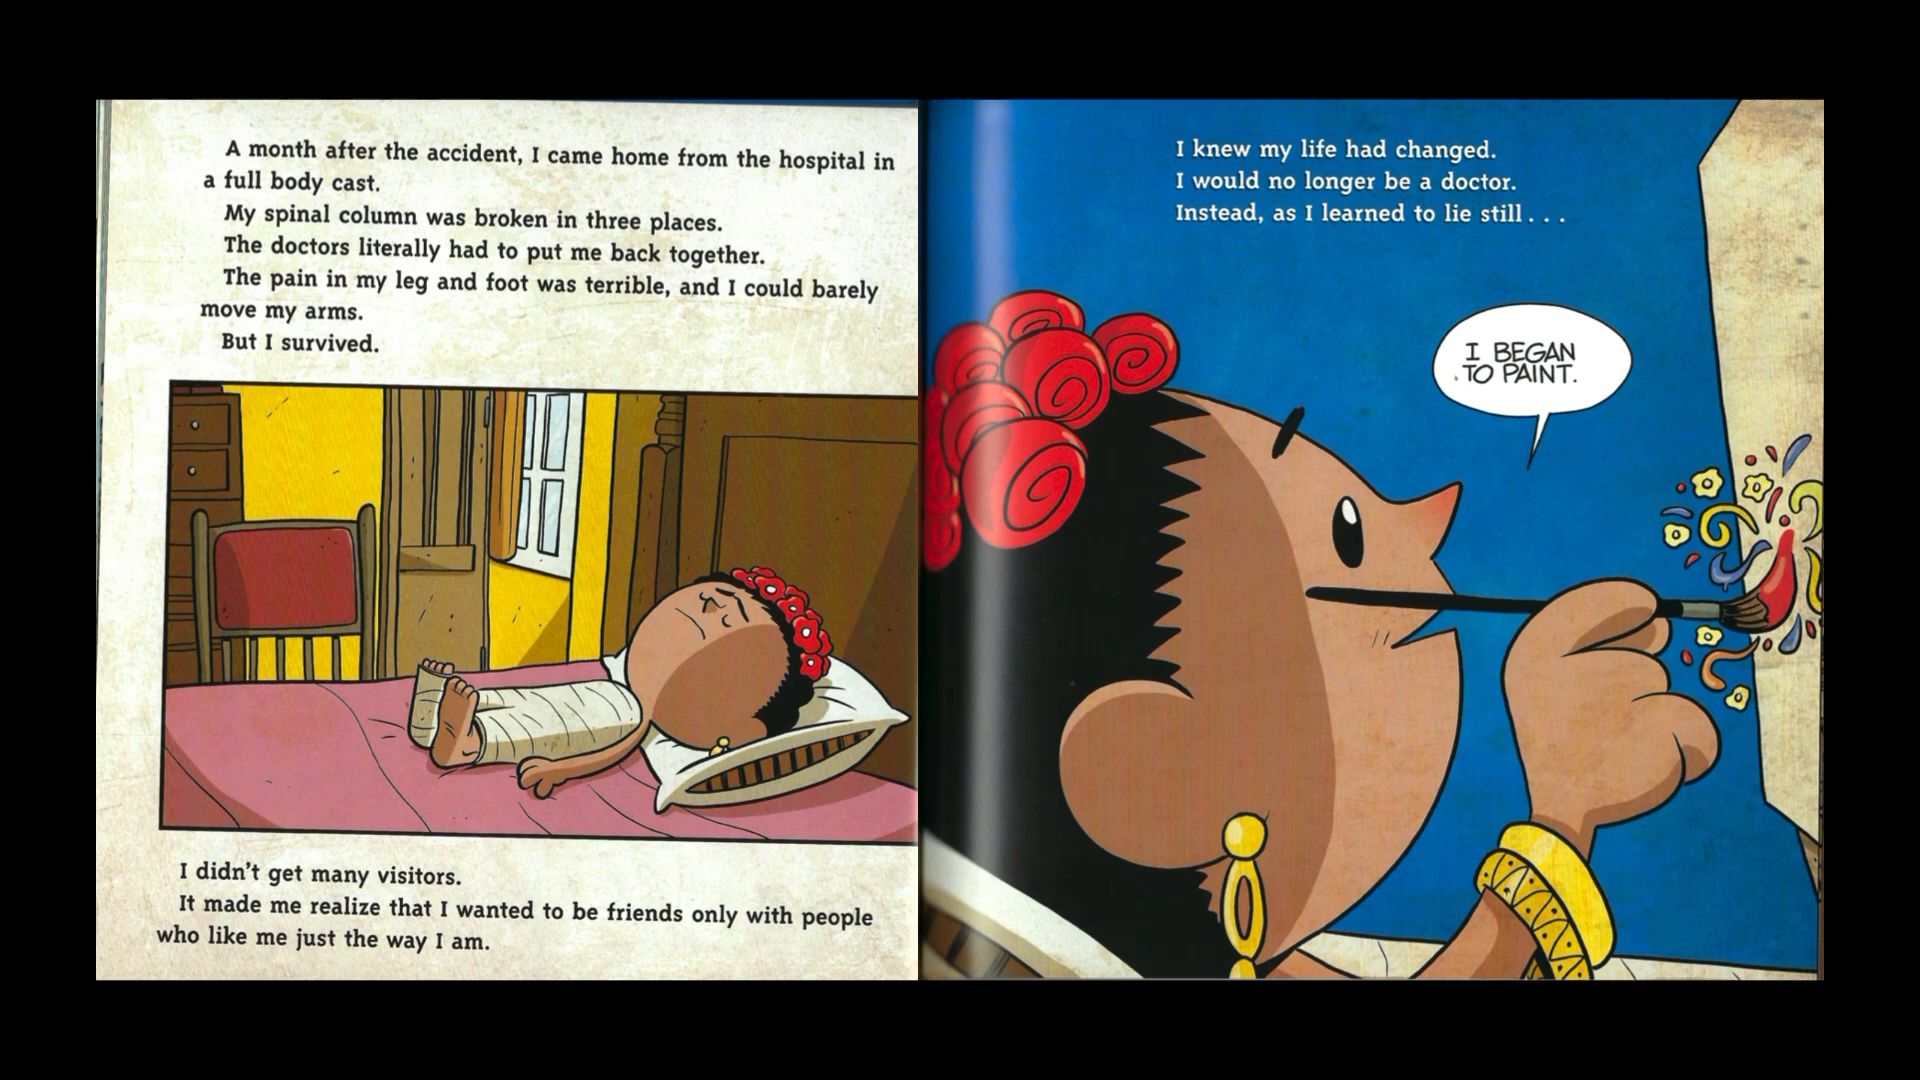 A month after the accident, I came home from the hospital in
a full body cast.
My spinal column was broken in three places.
The doctors literally had to put me back together.
The pain in my leg and foot was terrible, and I could barely
move my arms.
But I survived.
I didn't get many visitors.
It made me realize that I wanted to be friends only with people
who like me just the way I am.
I knew my life had changed.
I would no longer be a doctor.
Instead, as I learned to lie still . . .
I BEGAN
TO PAINT.